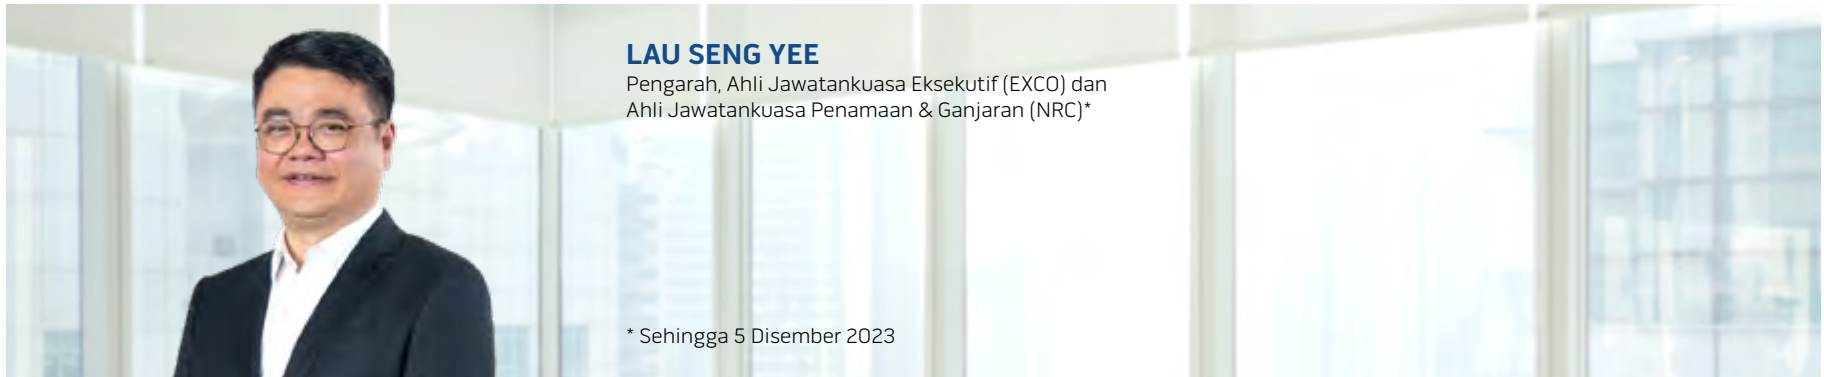 LAU SENG YEE
Pengarah, Ahli Jawatankuasa Eksekutif (EXCO) dan
Ahli Jawatankuasa Penamaan & Ganjaran (NRC)*
* Sehingga 5 Disember 2023